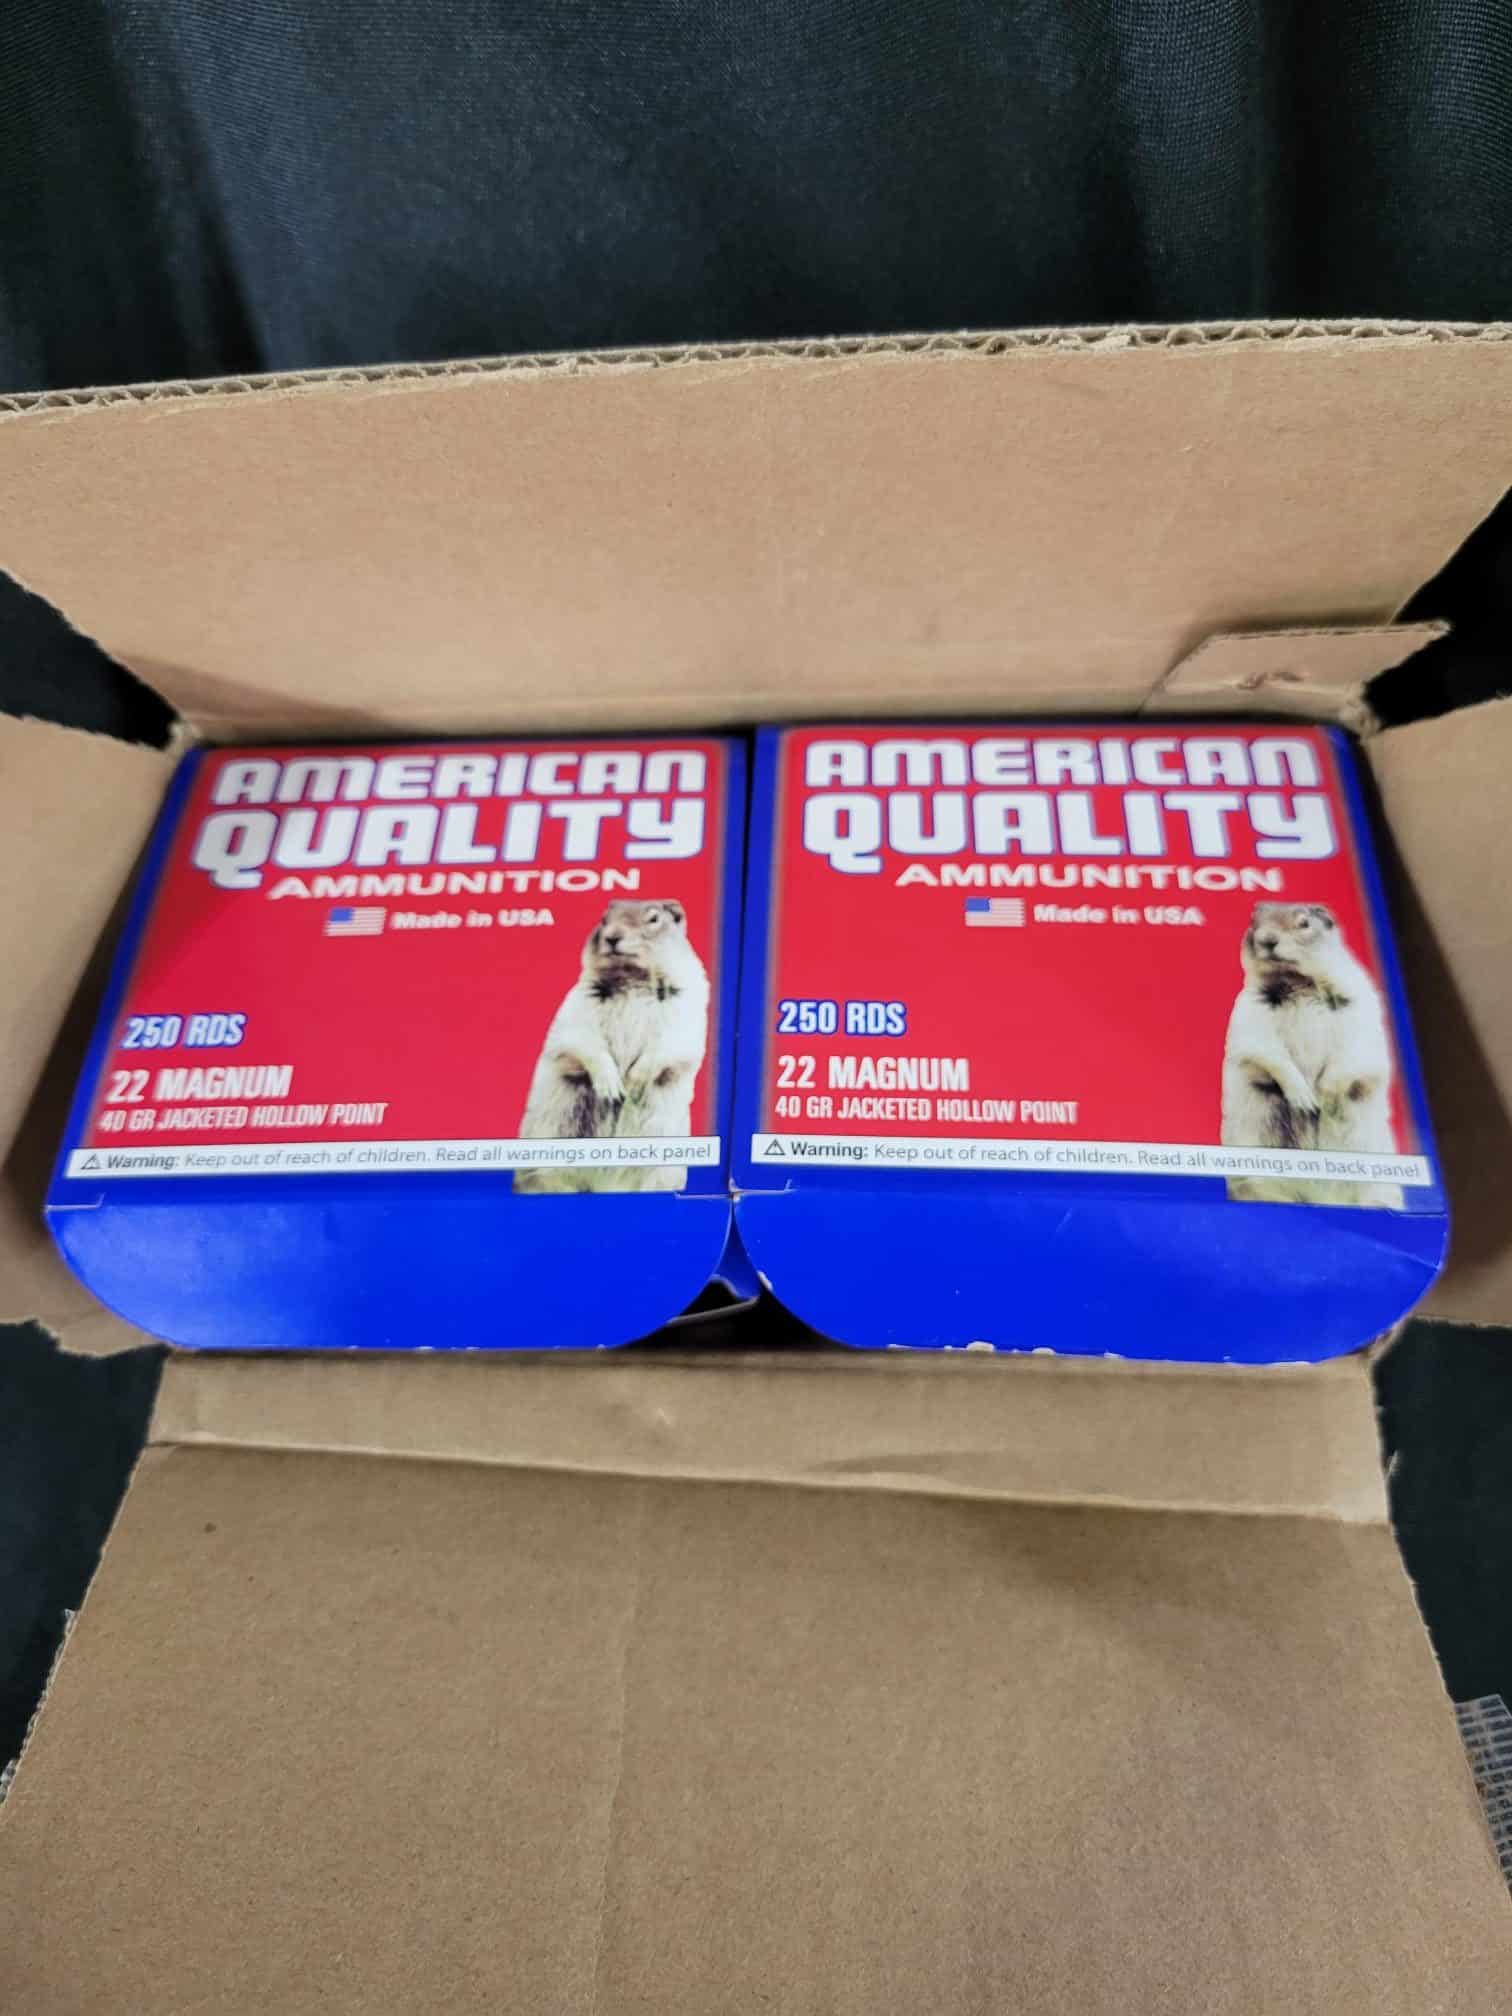 AMERICAN
QUALITY
AMMUNITION
Made in USA
250 RDS
22 MAGNUM
40 GR JACKETED HOLLOW POINT
Warning: Keep out of reach of children. Read all warnings on back panel
AMERICAN
QUALITY
AMMUNITION
Made in USA
250 RDS
22 MAGNUM
40 GR JACKETED HOLLOW POINT
Warning: Keep out of reach of children. Read all warnings on back panel